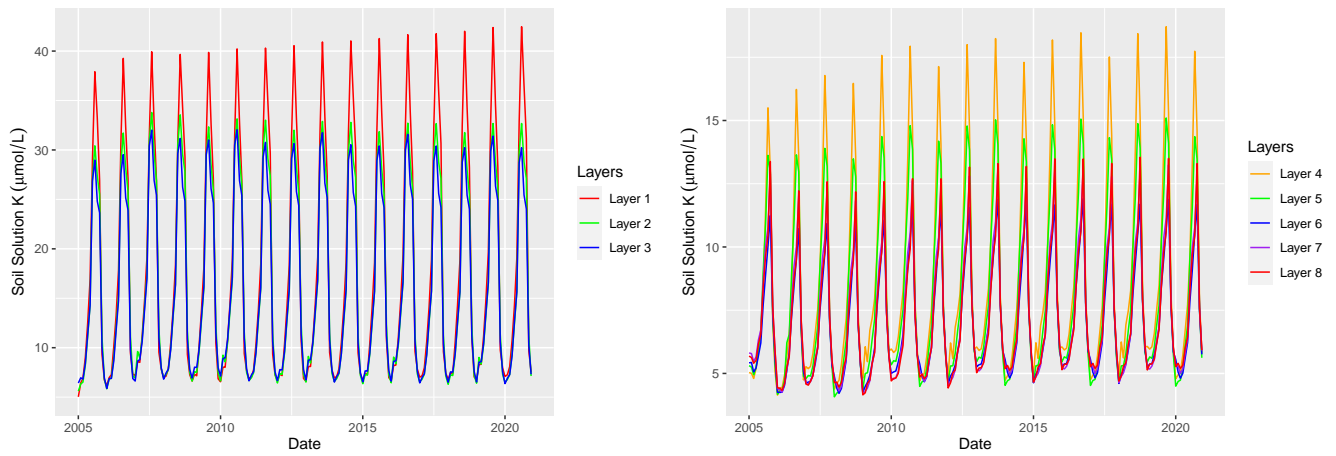 Soil Solution K (μmol/L)
40
30
20
10
2005 2010 2015 2020
Date
Layers
Layer 1
Layer 2
Layer 3
Soil Solution K (μmol/L)
15
10
5
2005 2010 2015 2020
Date
Layers
Layer 4
Layer 5
Layer 6
Layer 7
Layer 8